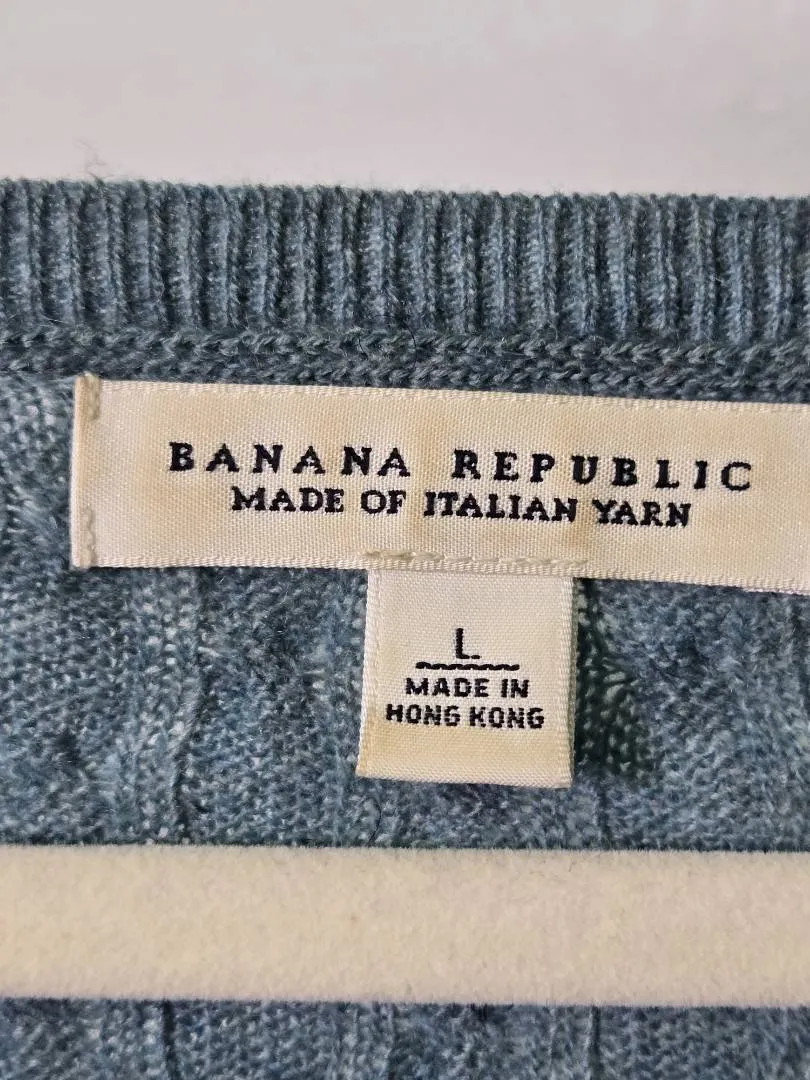 BANANA REPUBLIC
MADE OF ITALIAN YARN
L
MADE IN
HONG KONG